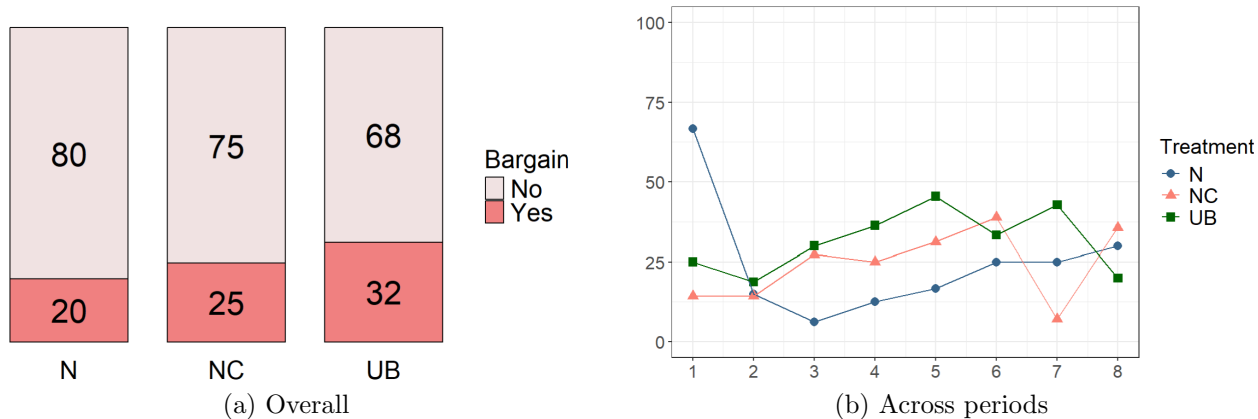 80
75
68
20
25
32
N
NC
UB
Bargain
No
Yes
(a) Overall
100
75
50
25
0
1 2 3 4 5 6 7 8
Treatment
N
NC
UB
(b) Across periods